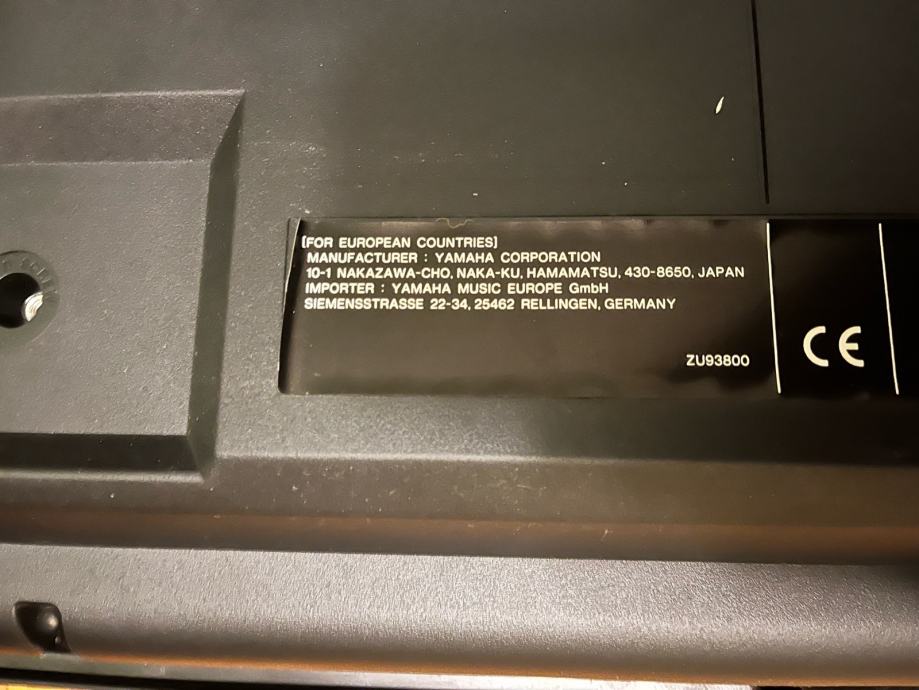 [FOR EUROPEAN COUNTRIES]
MANUFACTURER : YAMAHA CORPORATION
10-1 NAKAZAWA-CHO, NAKA-KU, HAMAMATSU, 430-8650, JAPAN
IMPORTER : YAMAHA MUSIC EUROPE GmbH
SIEMENSSTRASSE 22-34, 25462 RELLINGEN, GERMANY
ZU93800
CE